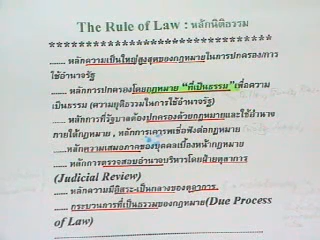 The Rule of Law : หลักนิติธรรม
********************************
....... หลักความเป็นใหญ่สูงสุดของกฎหมายในการปกครอง/การ
ใช้อำนาจรัฐ
....... หลักการปกครองโดยกฎหมาย “ที่เป็นธรรม”เพื่อความ
เป็นธรรม (ความยุติธรรมในการใช้อำนาจรัฐ)
....... หลักการที่รัฐบาลต้องปกครองด้วยกฎหมายและใช้อำนาจ
ภายใต้กฎหมาย , หลักการเคารพเชื่อฟังต่อกฎหมาย
.......หลักความเสมอภาคของบุคคลเบื้องหน้ากฎหมาย
....... หลักการตรวจสอบอำนาจบริหารโดยฝ่ายตุลาการ
(Judicial Review)
....... หลักความมีอิสระ-เป็นกลางของตุลาการ
....... กระบวนการที่เป็นธรรมของกฎหมาย(Due Process
of Law)